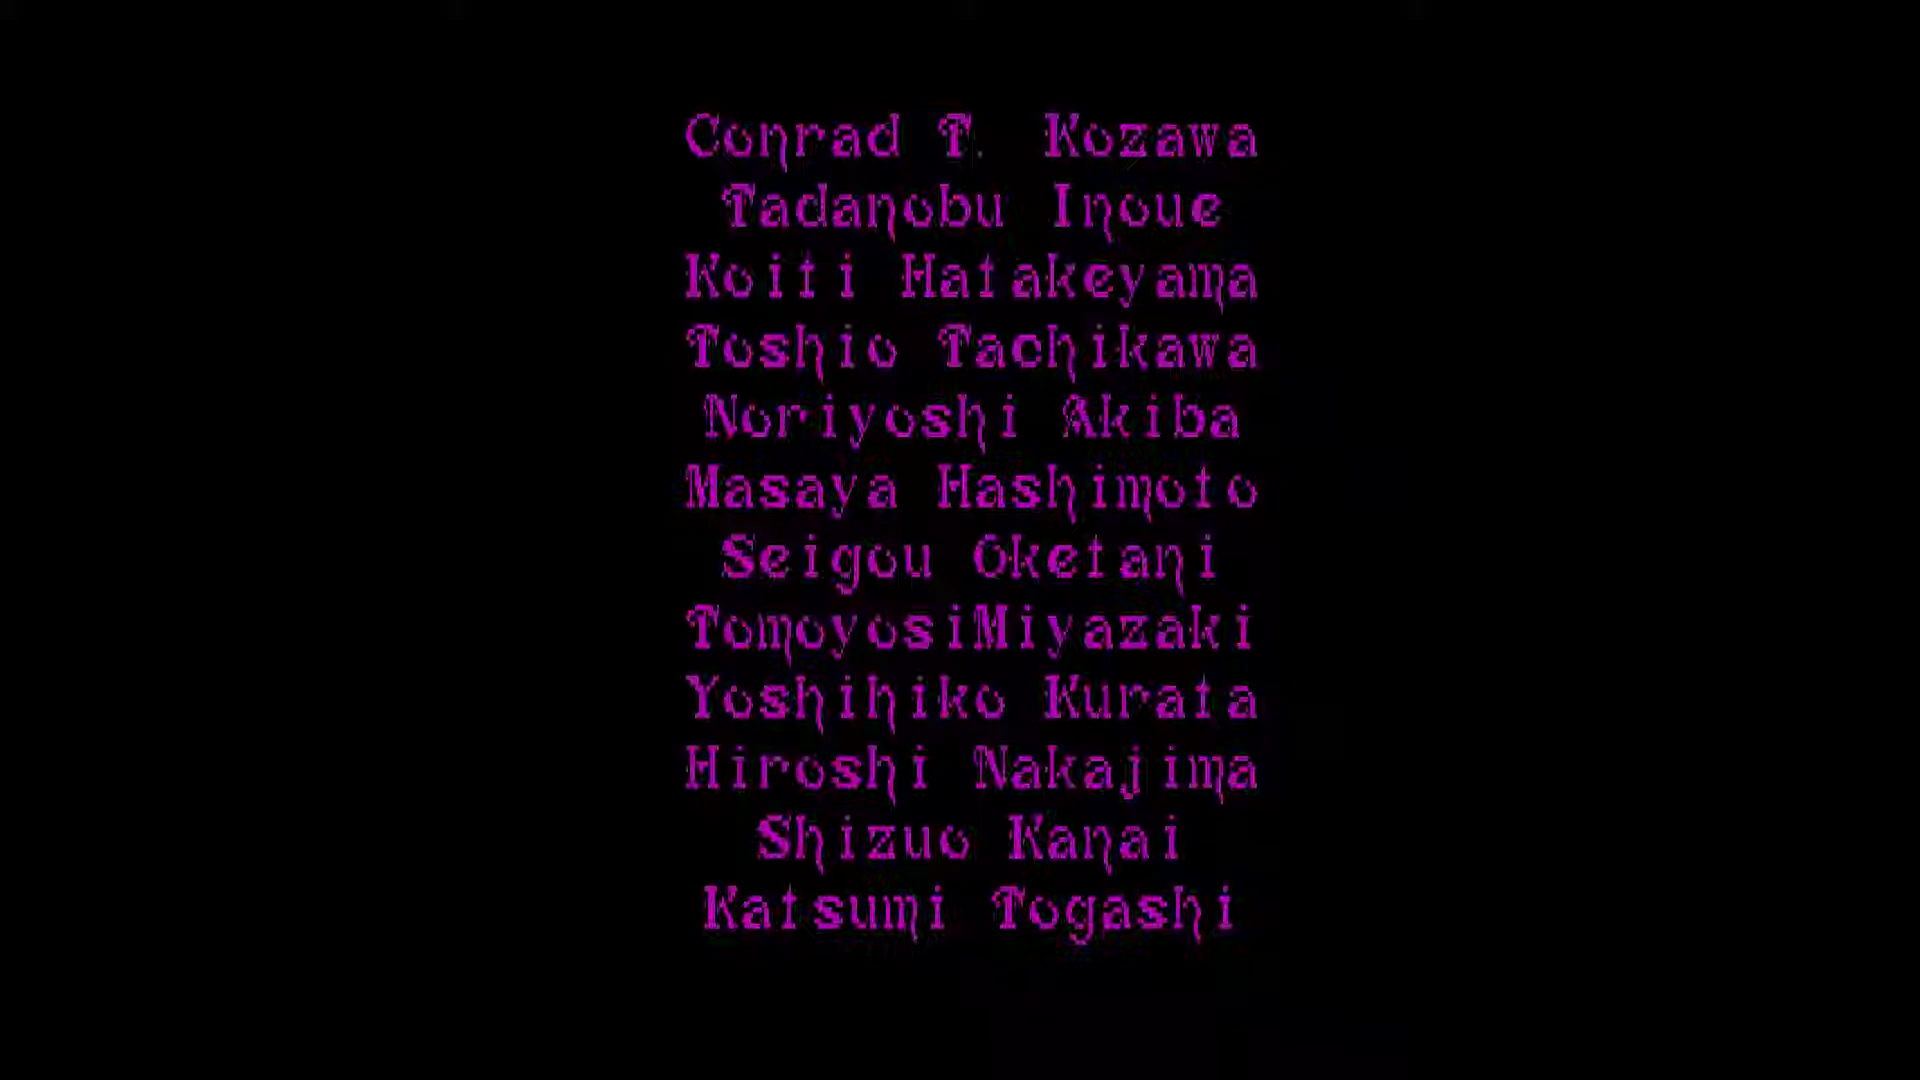 Conrad T. Kozawa
Tadanobu Inoue
Koiti Hatakeyama
Toshio Tachikawa
Noriyoshi Akiba
Masaya Hashimoto
Seigou Oketani
TomoyosiMiyazaki
Yoshihiko Kurata
Hiroshi Nakajima
Shizuo Kanai
Katsumi Togashi